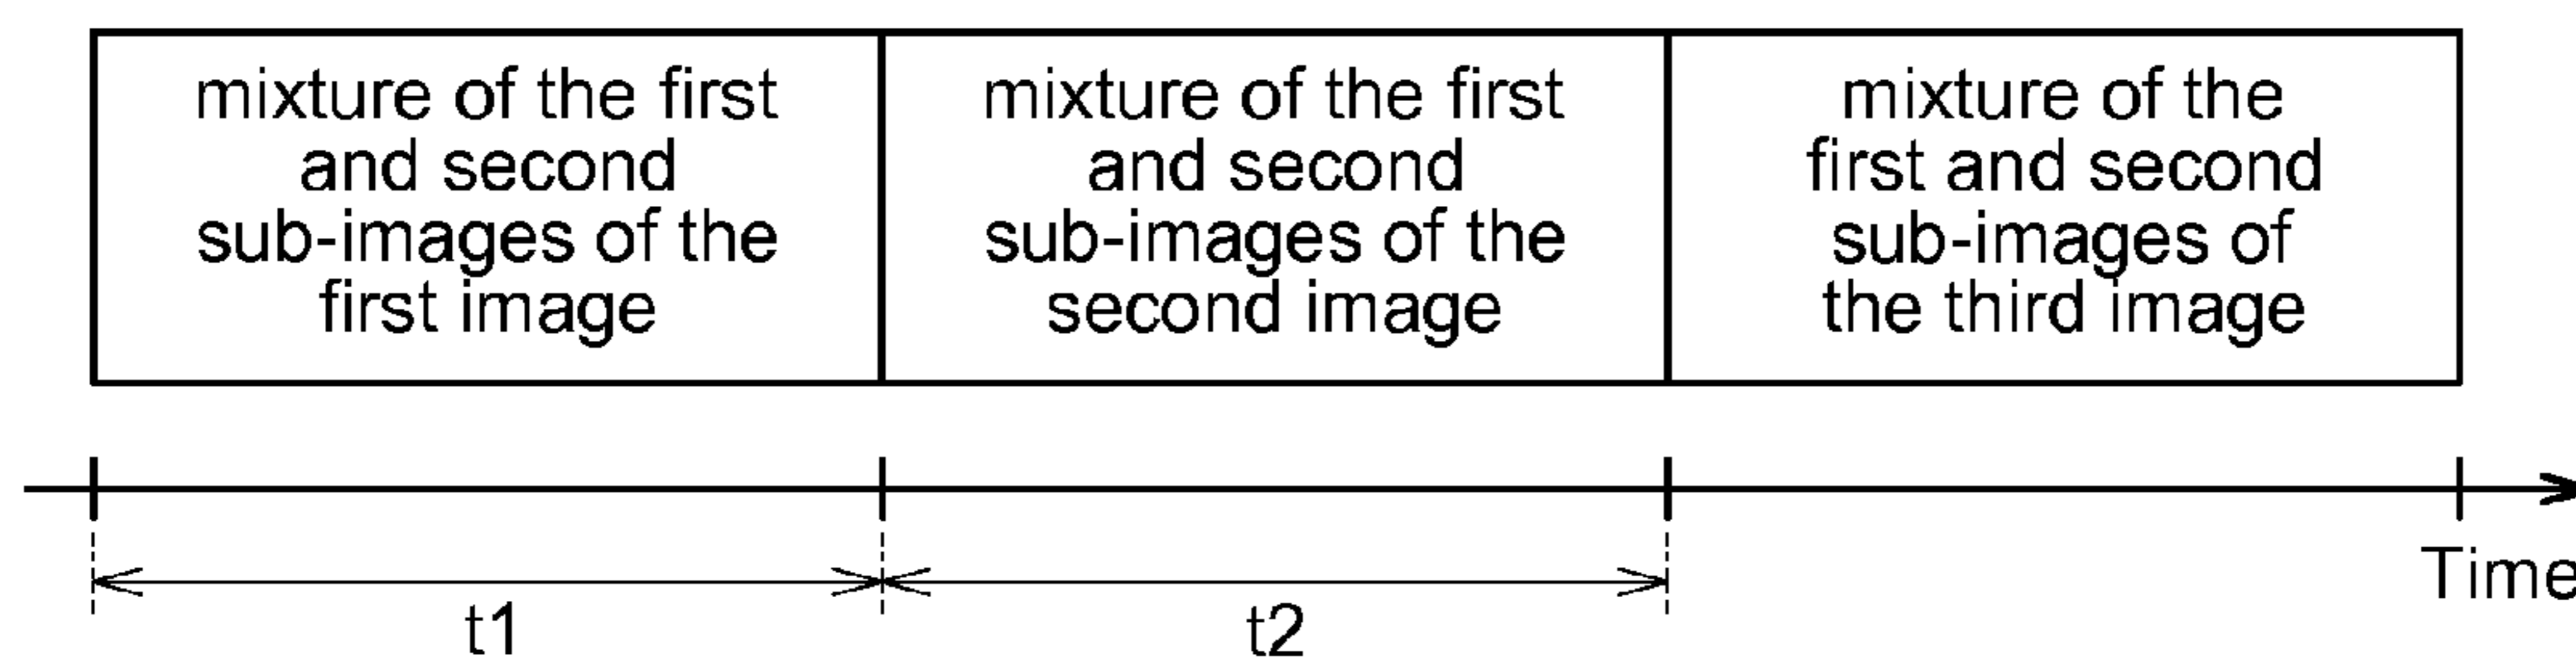 mixture of the first
and second
sub-images of the
first image
mixture of the first
and second
sub-images of the
second image
mixture of the
first and second
sub-images of
the third image
Time
t1
t2